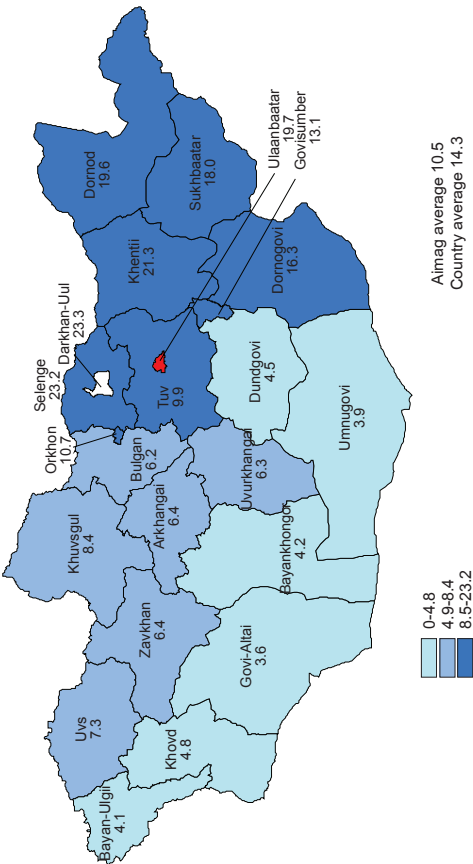 Bayan-Ulgii
4.1
Uvs
7.3
Khovd
4.8
Zavkhan
6.4
Govi-Altai
3.6
Khuvsgul
8.4
Arkhangai
6.4
Bayankhongor
4.2
Orkhon
10.7
Bulgan
6.2
Uvurkhangai
6.3
Selenge
23.2
Darkhan-Uul
23.3
Tuv
9.9
Dundgovi
4.5
Umnugovi
3.9
Khentii
21.3
Dornogovi
16.3
Dornod
19.6
Sukhbaatar
18.0
Ulaanbaatar
19.7
Govisumber
13.1
0-4.8
4.9-8.4
8.5-23.2
Aimag average 10.5
Country average 14.3